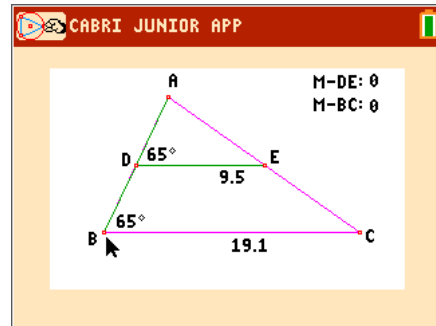 CABRI JUNIOR APP
A
M-DE: 0
M-BC: 0
D 65° E
9.5
65°
B C
19.1